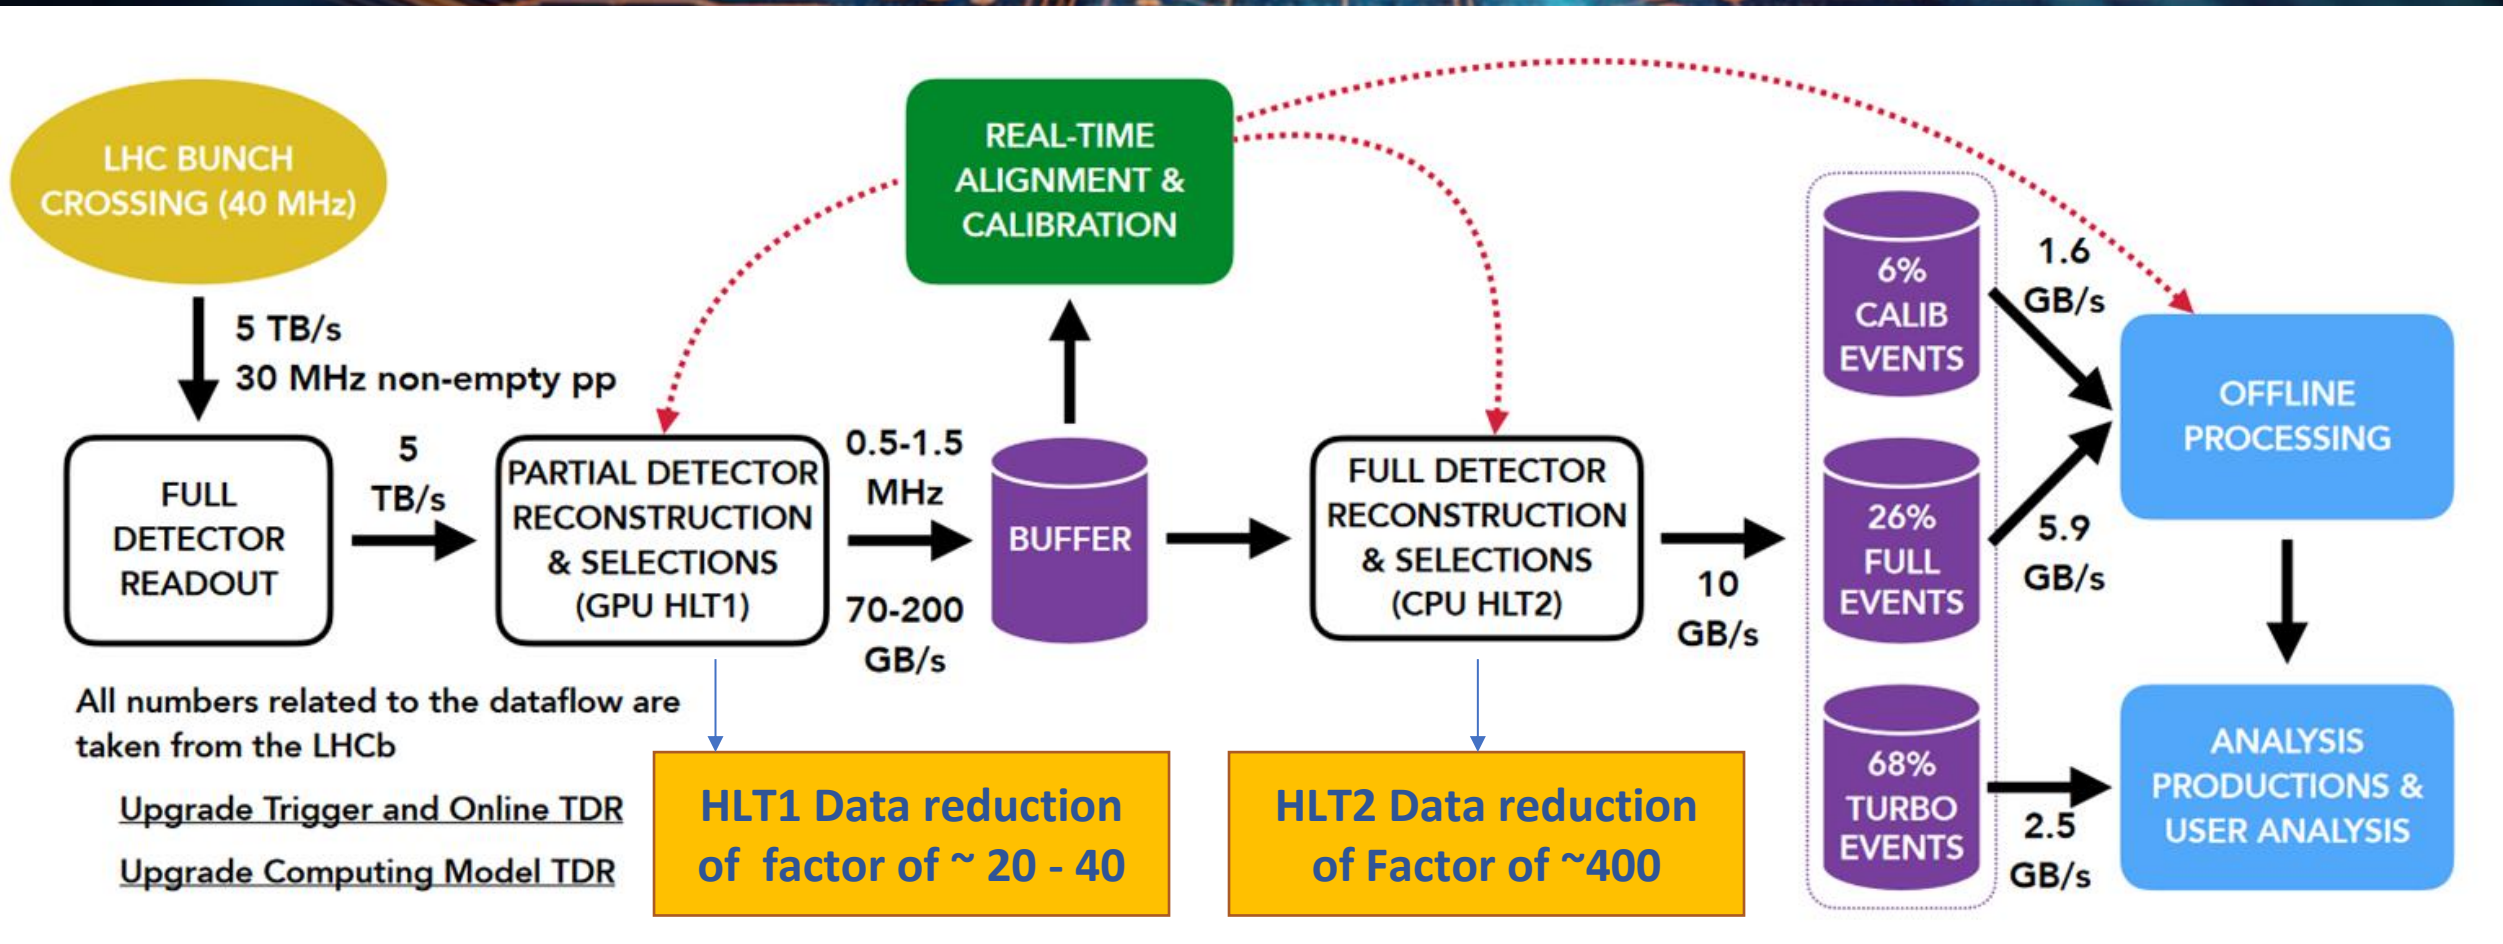 LHC BUNCH
CROSSING (40 MHz)
5 TB/s
30 MHz non-empty pp
FULL
DETECTOR
READOUT
5
TB/s
PARTIAL DETECTOR
RECONSTRUCTION
& SELECTIONS
(GPU HLT1)
0.5-1.5
MHz
70-200
GB/s
REAL-TIME
ALIGNMENT &
CALIBRATION
BUFFER
FULL DETECTOR
RECONSTRUCTION
& SELECTIONS
(CPU HLT2)
10
GB/s
6%
CALIB
EVENTS
26%
FULL
EVENTS
68%
TURBO
EVENTS
1.6
GB/s
5.9
GB/s
2.5
GB/s
OFFLINE
PROCESSING
ANALYSIS
PRODUCTIONS &
USER ANALYSIS
All numbers related to the dataflow are
taken from the LHCb
Upgrade Trigger and Online TDR
Upgrade Computing Model TDR
HLT1 Data reduction
of factor of ~ 20 - 40
HLT2 Data reduction
of Factor of ~400